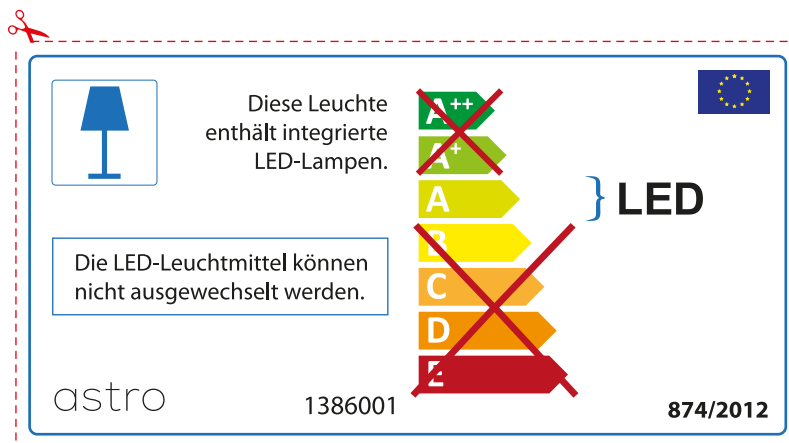 Diese Leuchte
enthält integrierte
LED-Lampen.
Die LED-Leuchtmittel können
nicht ausgewechselt werden.
A++
A+
A
B
C
D
E
LED
astro
1386001
874/2012